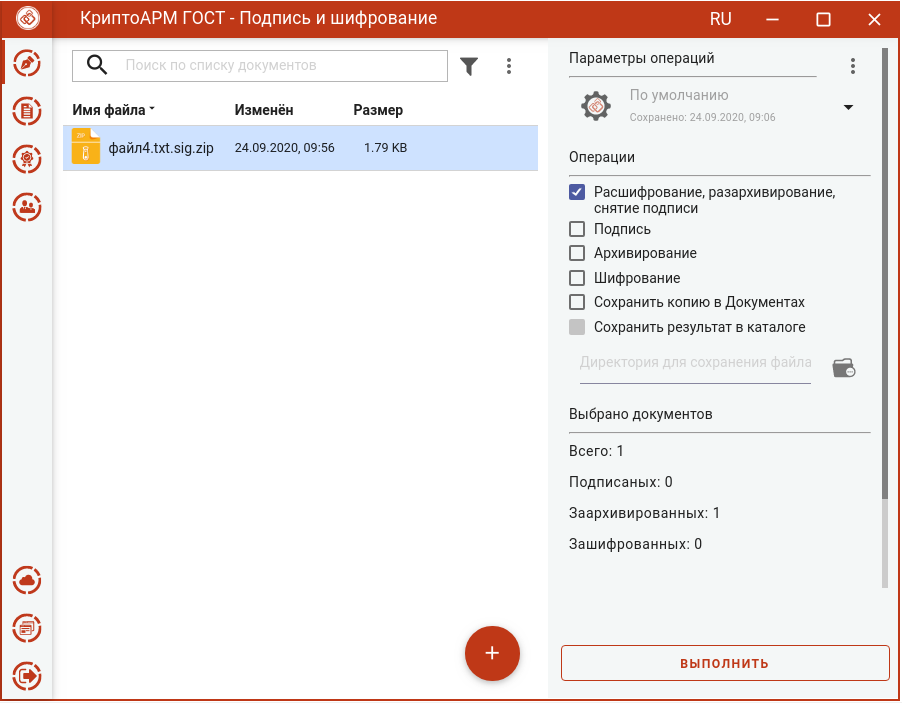 КриптоАРМ ГОСТ - Подпись и шифрование
RU
Поиск по списку документов
Имя файла
Изменён
Размер
ZIP
файл4.txt.sig.zip
24.09.2020, 09:56
1.79 KB
Параметры операций
По умолчанию
Сохранено: 24.09.2020, 09:06
Операции
Расшифрование, разархивирование,
снятие подписи
Подпись
Архивирование
Шифрование
Сохранить копию в Документах
Сохранить результат в каталоге
Директория для сохранения файла
Выбрано документов
Всего: 1
Подписаных: 0
Заархивированных: 1
Зашифрованных: 0
ВЫПОЛНИТЬ